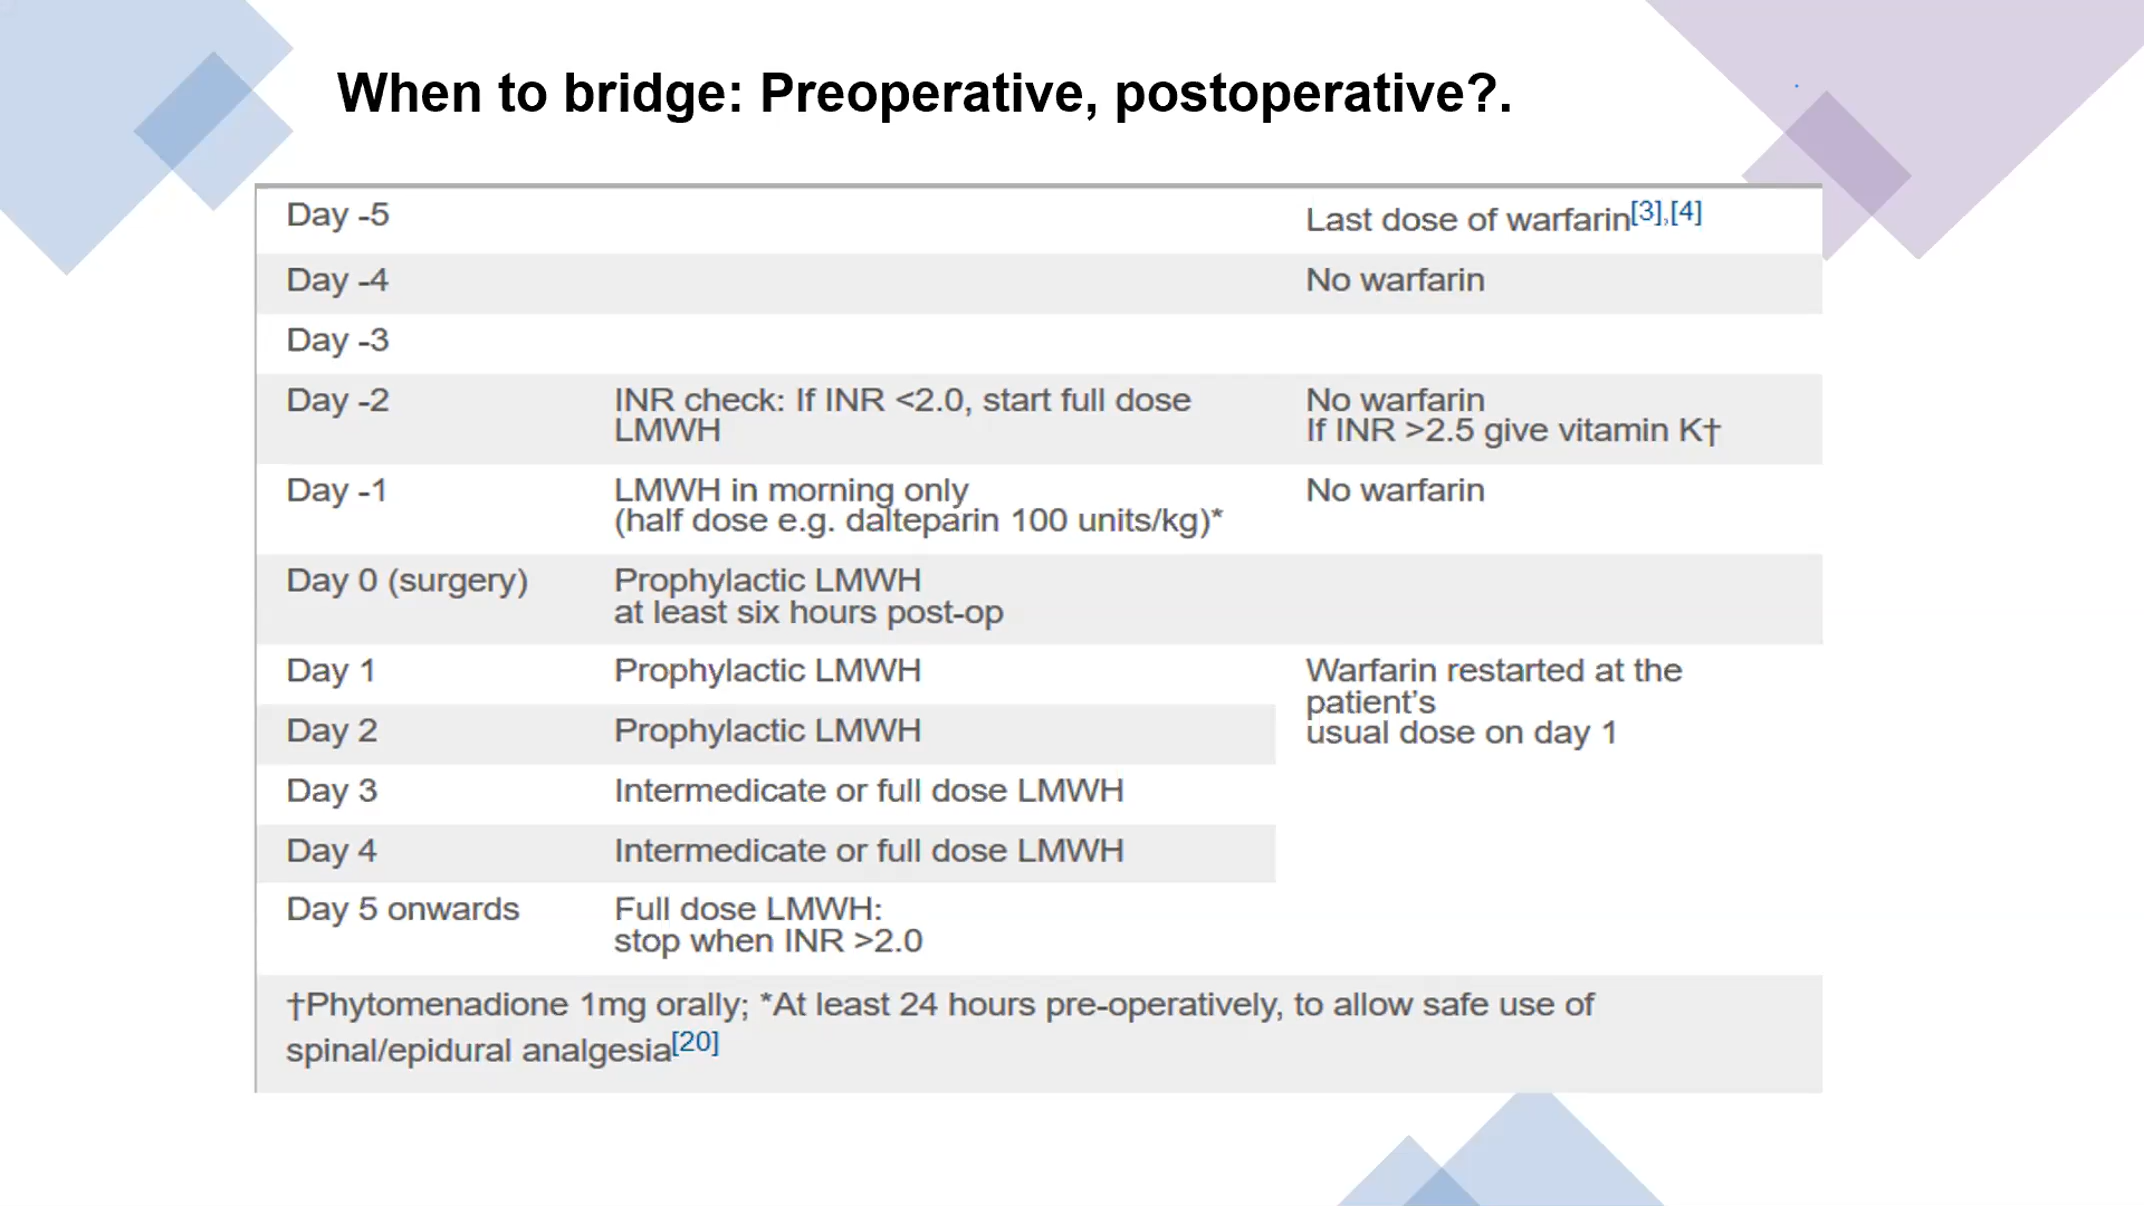 When to bridge: Preoperative, postoperative?.
Day -5 Last dose of warfarin[3],[4]
Day -4 No warfarin
Day -3
Day -2 INR check: If INR <2.0, start full dose No warfarin
LMWH If INR >2.5 give vitamin K†
Day -1 LMWH in morning only No warfarin
(half dose e.g. dalteparin 100 units/kg)*
Day 0 (surgery) Prophylactic LMWH
at least six hours post-op
Day 1 Prophylactic LMWH Warfarin restarted at the
patient’s
Day 2 Prophylactic LMWH usual dose on day 1
Day 3 Intermedicate or full dose LMWH
Day 4 Intermedicate or full dose LMWH
Day 5 onwards Full dose LMWH:
stop when INR >2.0
†Phytomenadione 1mg orally; *At least 24 hours pre-operatively, to allow safe use of
spinal/epidural analgesia[20]